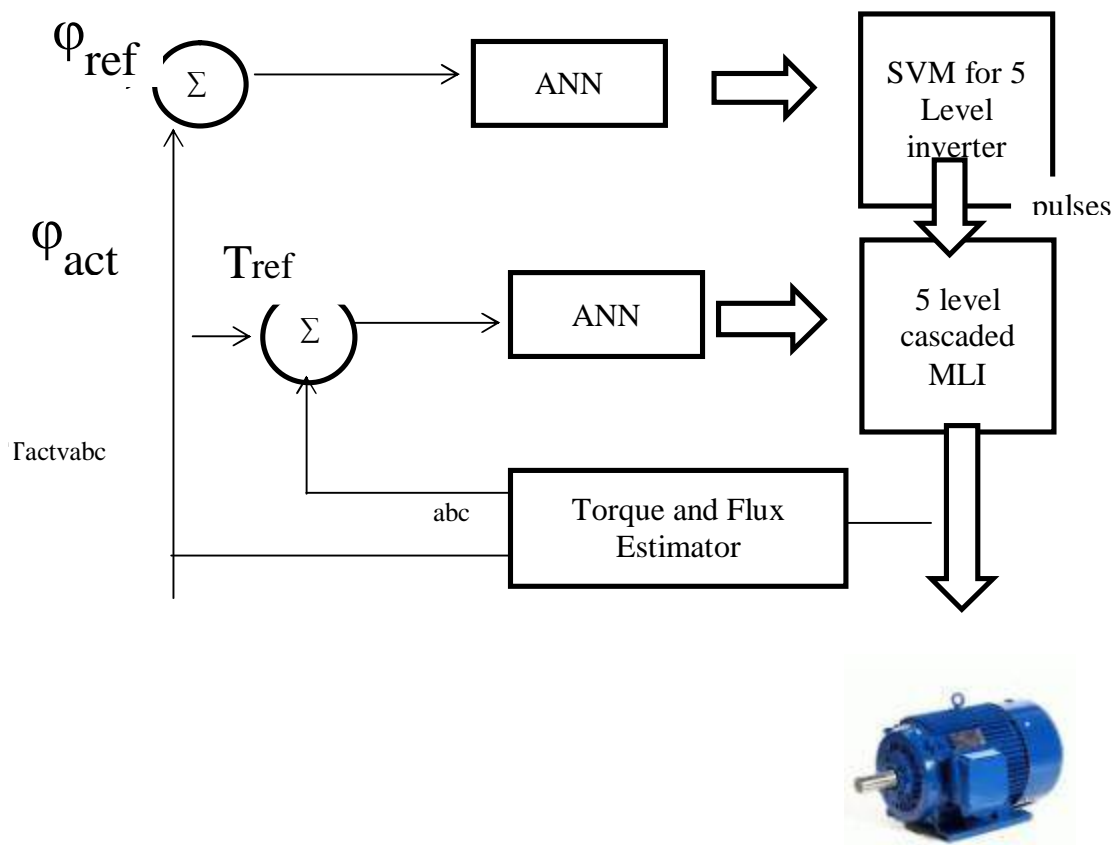 φref
Σ
ANN
SVM for 5
Level
inverter
pulses
φact
Tref
Σ
ANN
5 level
cascaded
MLI
Tactvabc
abc
Torque and Flux
Estimator